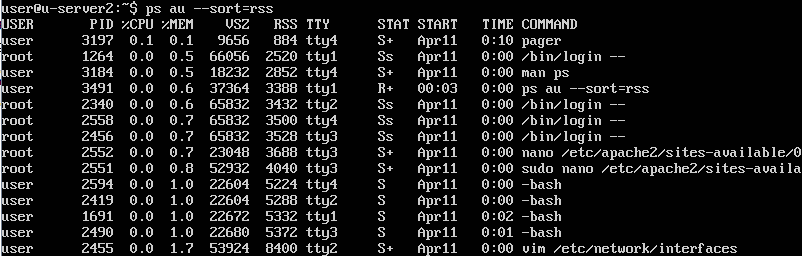 user@u-server2:~$ ps au --sort=rss
USER       PID %CPU %MEM    VSZ   RSS TTY      STAT START   TIME COMMAND
user      3197  0.1  0.1   9656   884 tty4     S+   Apr11   0:10 pager
root      1264  0.0  0.5  66056  2520 tty1     Ss   Apr11   0:00 /bin/login --
user      3184  0.0  0.5  18232  2852 tty4     S+   Apr11   0:00 man ps
user      3491  0.0  0.6  37364  3388 tty1     R+   00:03   0:00 ps au --sort=rss
root      2340  0.0  0.6  65832  3432 tty2     Ss   Apr11   0:00 /bin/login --
root      2558  0.0  0.7  65832  3500 tty4     Ss   Apr11   0:00 /bin/login --
root      2456  0.0  0.7  65832  3528 tty3     Ss   Apr11   0:00 /bin/login --
root      2552  0.0  0.7  23048  3688 tty3     S+   Apr11   0:00 nano /etc/apache2/sites-available/0
root      2551  0.0  0.8  52932  4040 tty3     S+   Apr11   0:00 sudo nano /etc/apache2/sites-availa
user      2594  0.0  1.0  22604  5224 tty4     S    Apr11   0:00 -bash
user      2419  0.0  1.0  22604  5288 tty2     S    Apr11   0:00 -bash
user      1691  0.0  1.0  22672  5332 tty1     S    Apr11   0:02 -bash
user      2490  0.0  1.0  22680  5372 tty3     S    Apr11   0:01 -bash
user      2455  0.0  1.7  53924  8400 tty2     S+   Apr11   0:00 vim /etc/network/interfaces